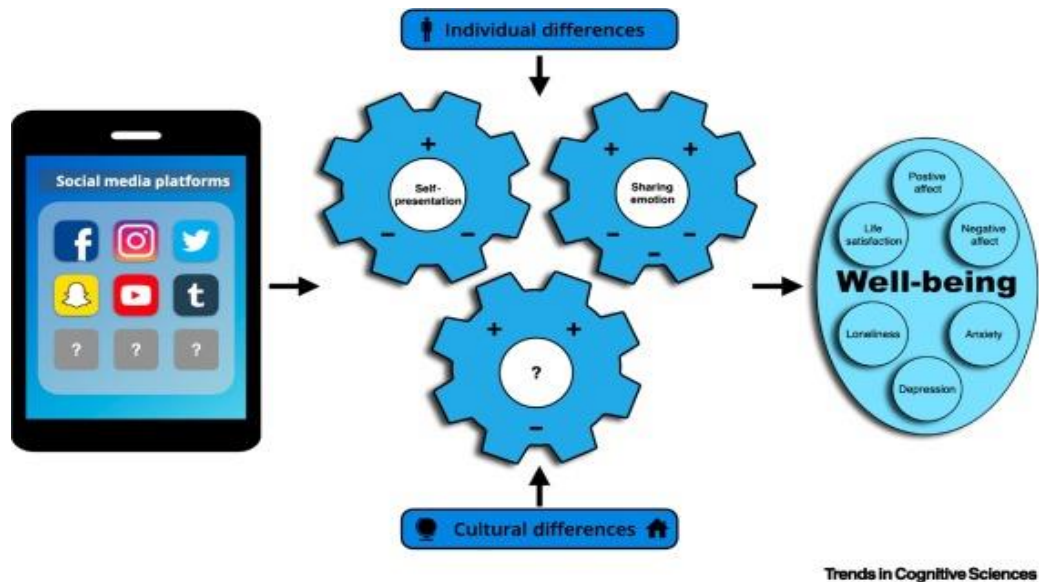 Individual differences
Social media platforms
f
t
?
?
?
+
Self-
presentation
-
-
+
+
Sharing
emotion
-
-
-
+
+
?
-
Cultural differences
Postive
affect
Life
satisfaction
Negative
affect
Well-being
Loneliness
Anxiety
Depression
Trends in Cognitive Sciences